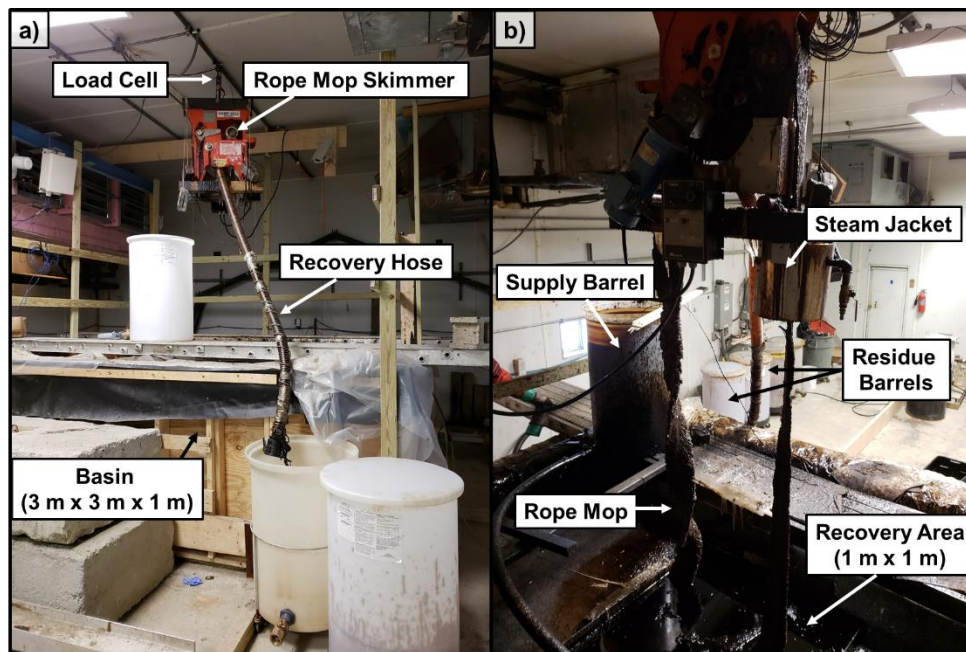 a)
Load Cell
Rope Mop Skimmer
Recovery Hose
Basin
(3 m x 3 m x 1 m)
b)
Steam Jacket
Supply Barrel
Residue
Barrels
Rope Mop
Recovery Area
(1 m x 1 m)